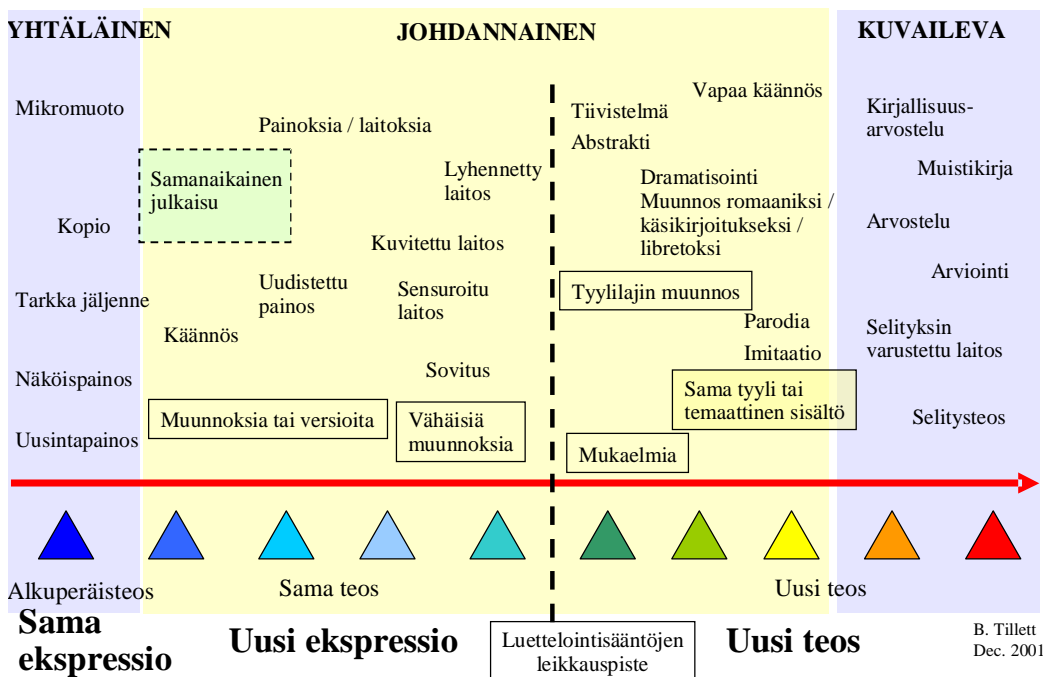 YHTÄLÄINEN
JOHDANNAINEN
KUVAILEVA
Mikromuoto
Kopio
Tarkka jäljenne
Näköispainos
Uusintapainos
Painoksia / laitoksia
Samanaikainen
julkaisu
Lyhennetty
laitos
Kuvitettu laitos
Uudistettu
painos
Sensuroitu
laitos
Käännös
Sovitus
Muunnoksia tai versioita
Vähäisiä
muunnoksia
Vapaa käännös
Tiivistelmä
Abstrakti
Dramatisointi
Muunnos romaaniksi /
käsikirjoitukseksi /
libretoksi
Tyylilajin muunnos
Parodia
Imitaatio
Sama tyyli tai
temaattinen sisältö
Mukaelmia
Kirjallisuus-
arvostelu
Muistikirja
Arvostelu
Arviointi
Selityksin
varustettu laitos
Selitysteos
Alkuperäisteos
Sama teos
Uusi teos
Sama
ekspressio
Uusi ekspressio
Luettelointisääntöjen
leikkauspiste
Uusi teos
B. Tillett
Dec. 2001